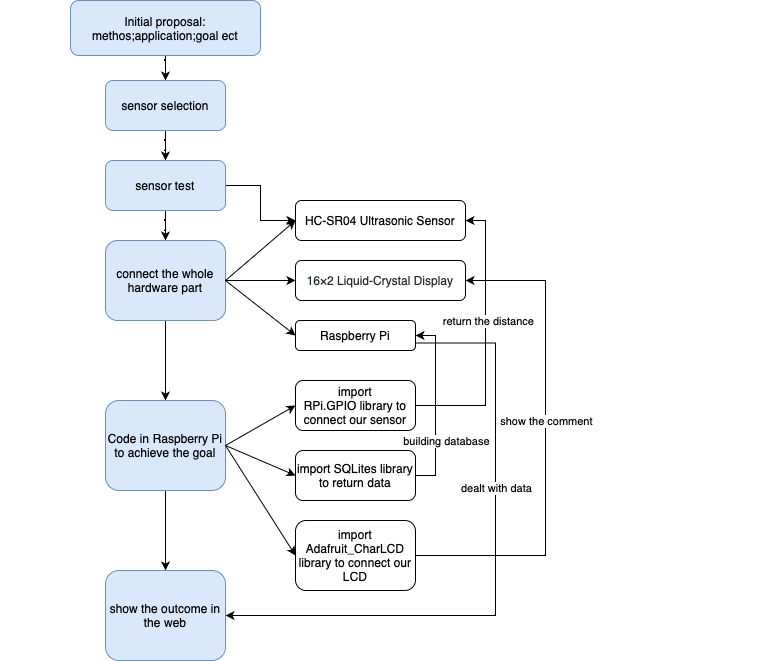 Initial proposal:
methos;application;goal ect
sensor selection
sensor test
HC-SR04 Ultrasonic Sensor
connect the whole
hardware part
16×2 Liquid-Crystal Display
return the distance
Raspberry Pi
import
RPi.GPIO library to
connect our sensor
show the comment
Code in Raspberry Pi
to achieve the goal
building database
import SQLites library
to return data
dealt with data
import
Adafruit_CharLCD
library to connect our
LCD
show the outcome in
the web